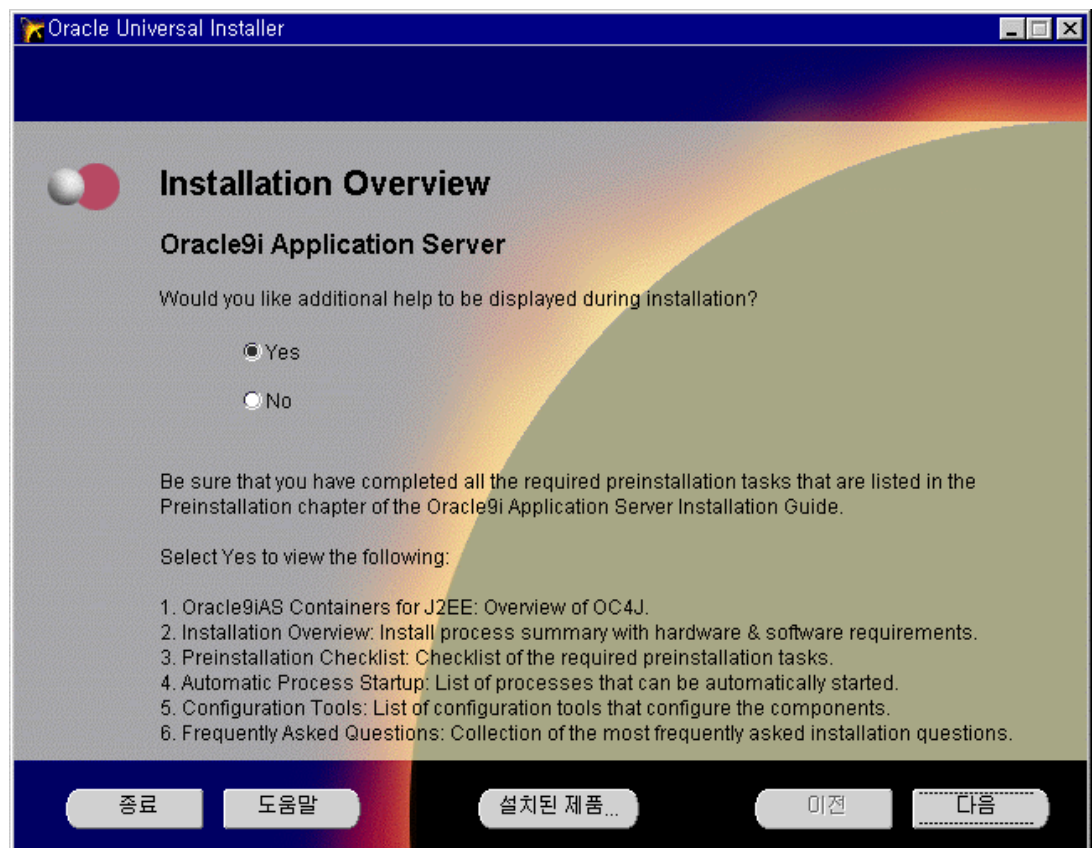 Oracle Universal Installer
Installation Overview
Oracle9i Application Server
Would you like additional help to be displayed during installation?
Yes
No
Be sure that you have completed all the required preinstallation tasks that are listed in the
Preinstallation chapter of the Oracle9i Application Server Installation Guide.
Select Yes to view the following:
1. Oracle9iAS Containers for J2EE: Overview of OC4J.
2. Installation Overview: Install process summary with hardware & software requirements.
3. Preinstallation Checklist: Checklist of the required preinstallation tasks.
4. Automatic Process Startup: List of processes that can be automatically started.
5. Configuration Tools: List of configuration tools that configure the components.
6. Frequently Asked Questions: Collection of the most frequently asked installation questions.
종료 도움말 설치된 제품... 이전 다음